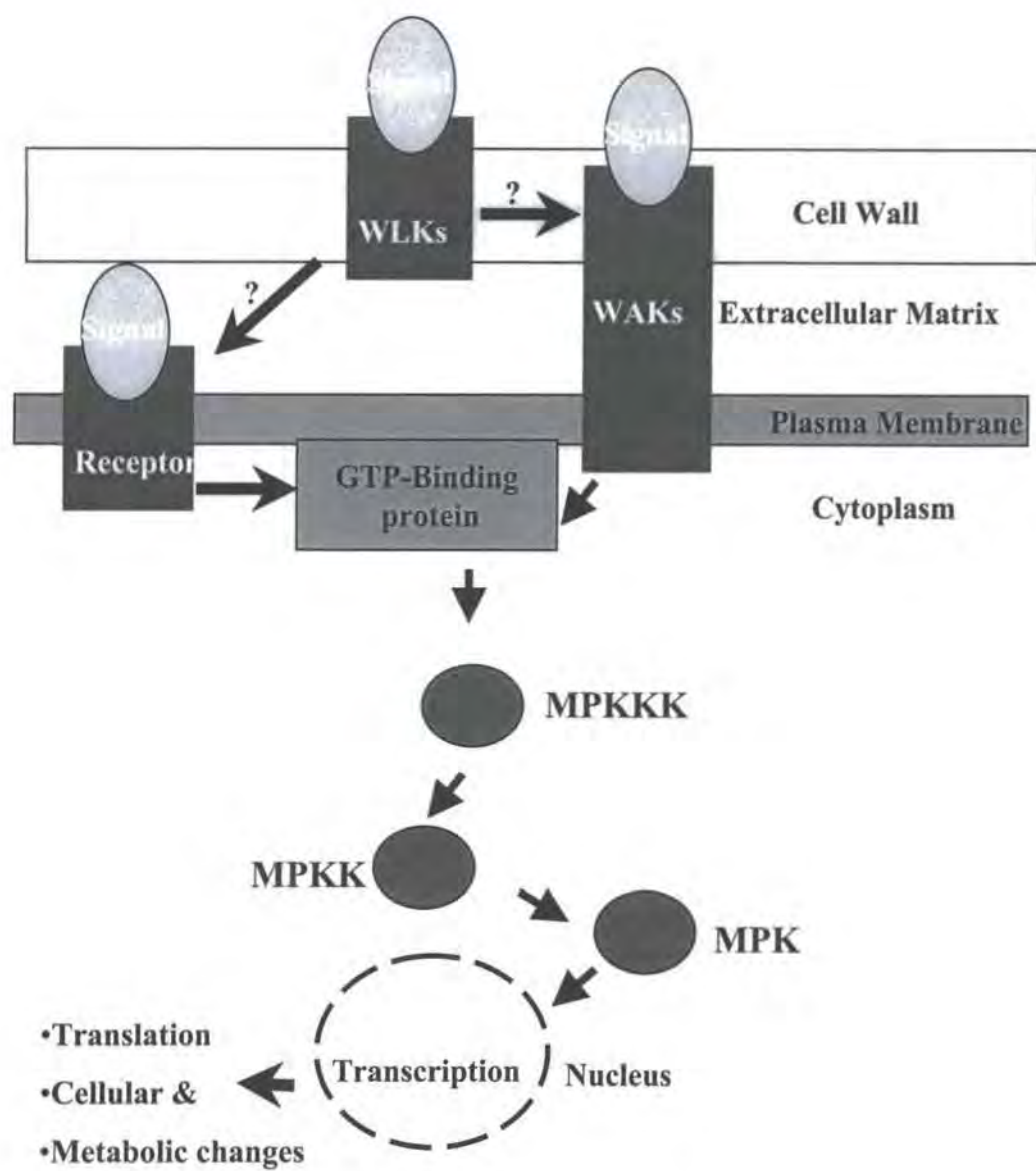 Signal
Signal
?
Cell Wall
WLKs
?
Signal
WAKs
Extracellular Matrix
Plasma Membrane
Receptor
GTP-Binding
protein
Cytoplasm
MPKKK
MPKK
MPK
•Translation
Transcription
Nucleus
•Cellular &
•Metabolic changes